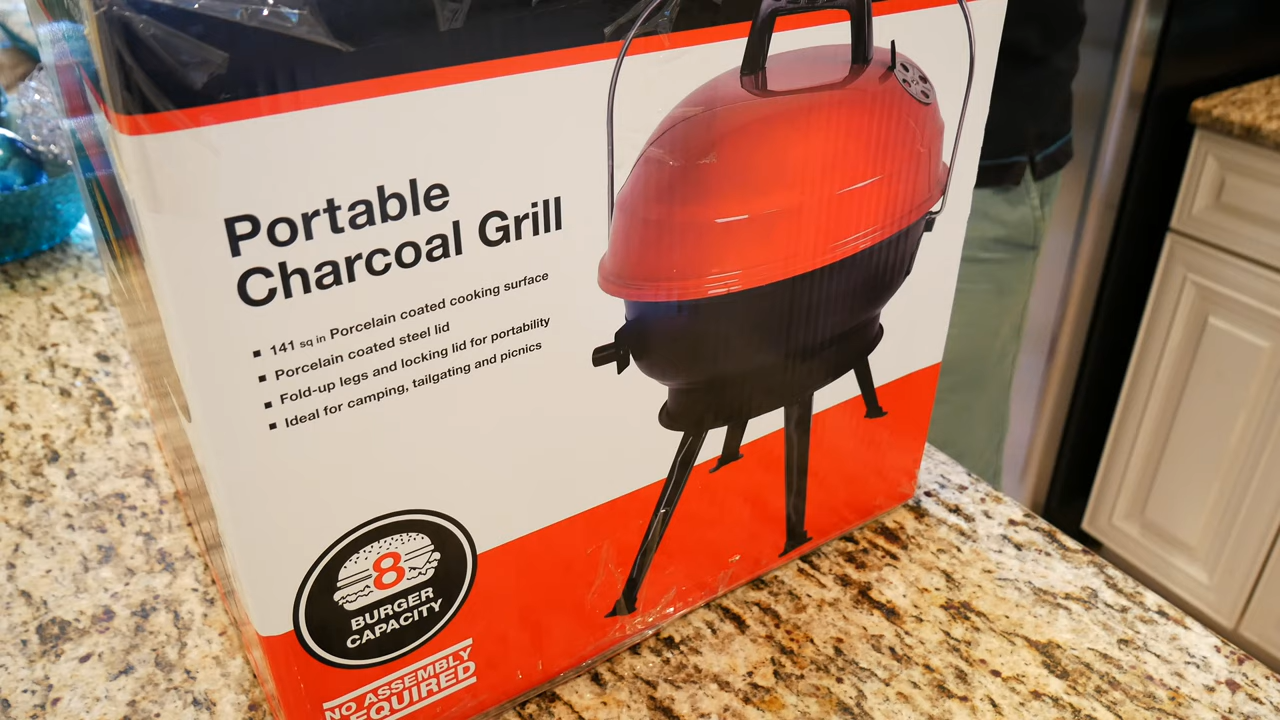 Portable
Charcoal Grill
▪ 141 sq in Porcelain coated cooking surface
▪ Porcelain coated steel lid
▪ Fold-up legs and locking lid for portability
▪ Ideal for camping, tailgating and picnics
8
BURGER
CAPACITY
NO ASSEMBLY
REQUIRED